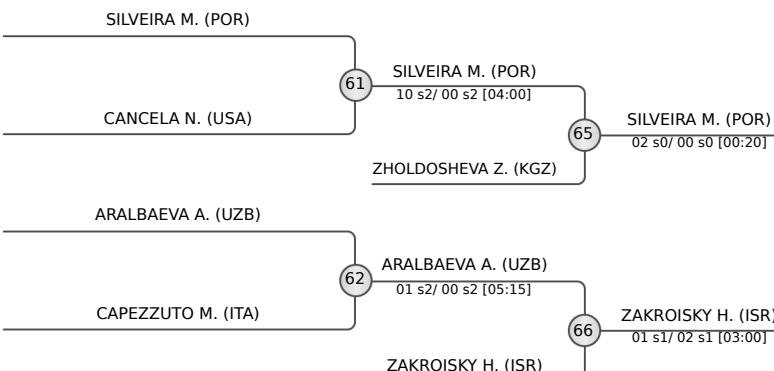 SILVEIRA M. (POR)
61
SILVEIRA M. (POR)
10 s2/ 00 s2 [04:00]
CANCELA N. (USA)
65
SILVEIRA M. (POR)
02 s0/ 00 s0 [00:20]
ZHOLDOSHEVA Z. (KGZ)
ARALBAEVA A. (UZB)
62
ARALBAEVA A. (UZB)
01 s2/ 00 s2 [05:15]
CAPEZZUTO M. (ITA)
66
ZAKROISKY H. (ISR)
01 s1/ 02 s1 [03:00]
ZAKROISKY H. (ISR)